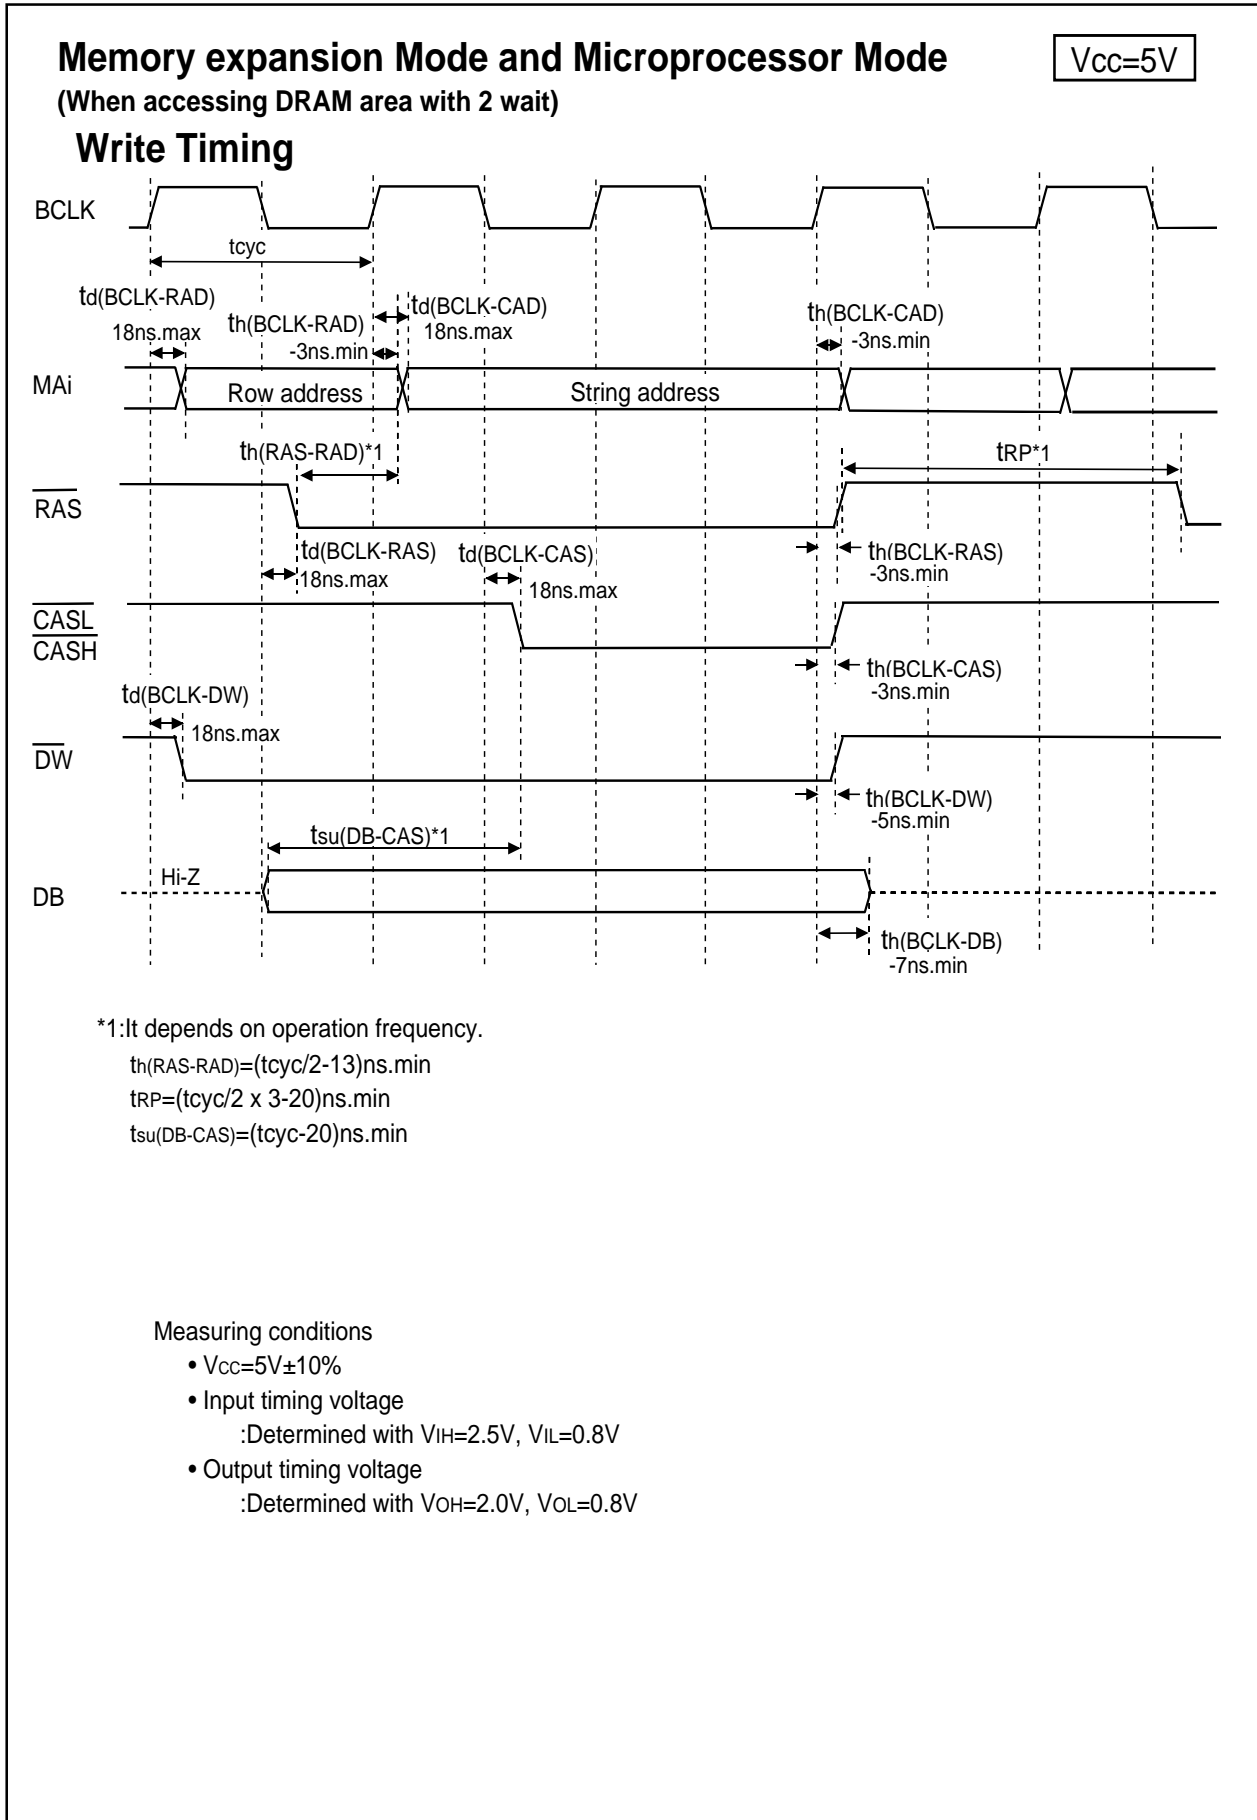 Memory expansion Mode and Microprocessor Mode
Vcc=5V
(When accessing DRAM area with 2 wait)
Write Timing
BCLK
tcyc
td(BCLK-RAD)
18ns.max
th(BCLK-RAD)
-3ns.min
td(BCLK-CAD)
18ns.max
th(BCLK-CAD)
-3ns.min
MAi
Row address
String address
th(RAS-RAD)*1
tRP*1
RAS
td(BCLK-RAS)
18ns.max
td(BCLK-CAS)
18ns.max
th(BCLK-RAS)
-3ns.min
CASL
CASH
th(BCLK-CAS)
-3ns.min
td(BCLK-DW)
18ns.max
DW
th(BCLK-DW)
-5ns.min
tsu(DB-CAS)*1
Hi-Z
DB
th(BCLK-DB)
-7ns.min
*1:It depends on operation frequency.
th(RAS-RAD)=(tcyc/2-13)ns.min
tRP=(tcyc/2 x 3-20)ns.min
tsu(DB-CAS)=(tcyc-20)ns.min
Measuring conditions
• VCC=5V±10%
• Input timing voltage
:Determined with VIH=2.5V, VIL=0.8V
• Output timing voltage
:Determined with VOH=2.0V, VOL=0.8V